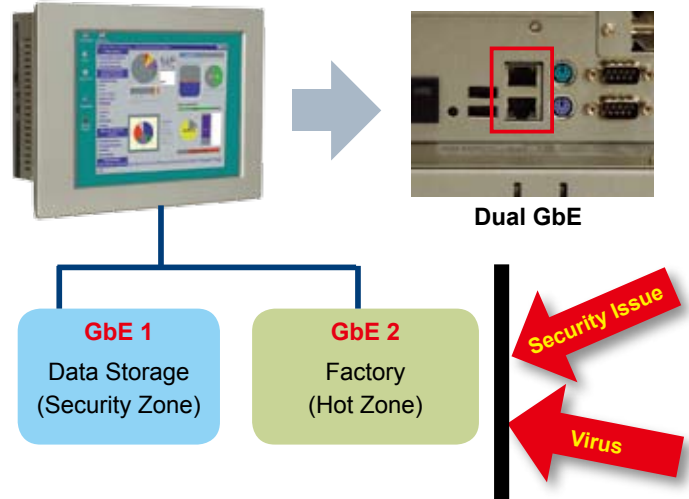 Dual GbE
GbE 1
Data Storage
(Security Zone)
GbE 2
Factory
(Hot Zone)
Security Issue
Virus